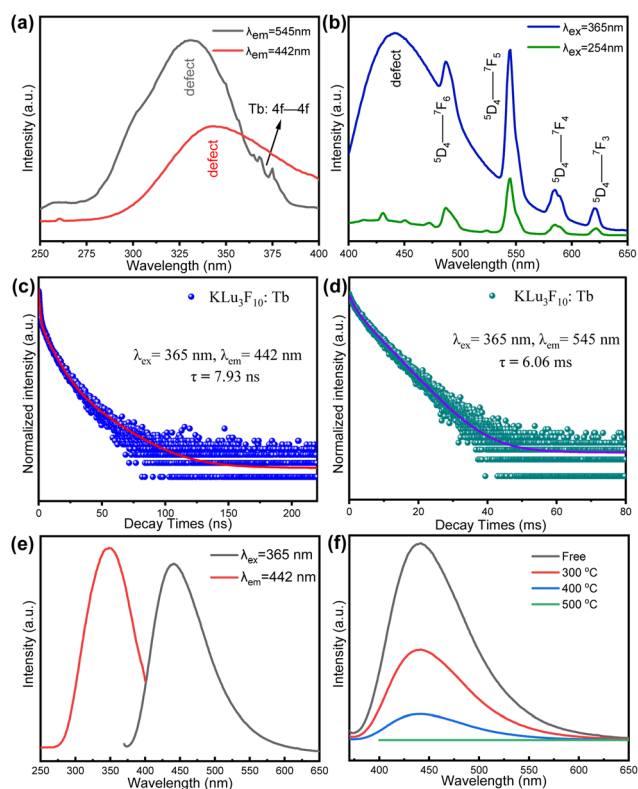 (a)
λem=545nm
λem=442nm
defect
defect
Tb: 4f—4f
Intensity (a.u.)
250 275 300 325 350 375 400
Wavelength (nm)
(b)
λex=365nm
λex=254nm
defect
⁵D₄—⁷F₆
⁵D₄—⁷F₅
⁵D₄—⁷F₄
⁵D₄—⁷F₃
Intensity (a.u.)
400 450 500 550 600 650
Wavelength (nm)
(c)
KLu₃F₁₀: Tb
λex= 365 nm, λem= 442 nm
τ = 7.93 ns
Normalized intensity (a.u.)
0 50 100 150 200
Decay Times (ns)
(d)
KLu₃F₁₀: Tb
λex= 365 nm, λem= 545 nm
τ = 6.06 ms
Normalized intensity (a.u.)
0 20 40 60 80
Decay Times (ms)
(e)
λex=365 nm
λem=442 nm
Intensity (a.u.)
250 300 350 400 450 500 550 600 650
Wavelength (nm)
(f)
Free
300 °C
400 °C
500 °C
Intensity (a.u.)
400 450 500 550 600 650
Wavelength (nm)